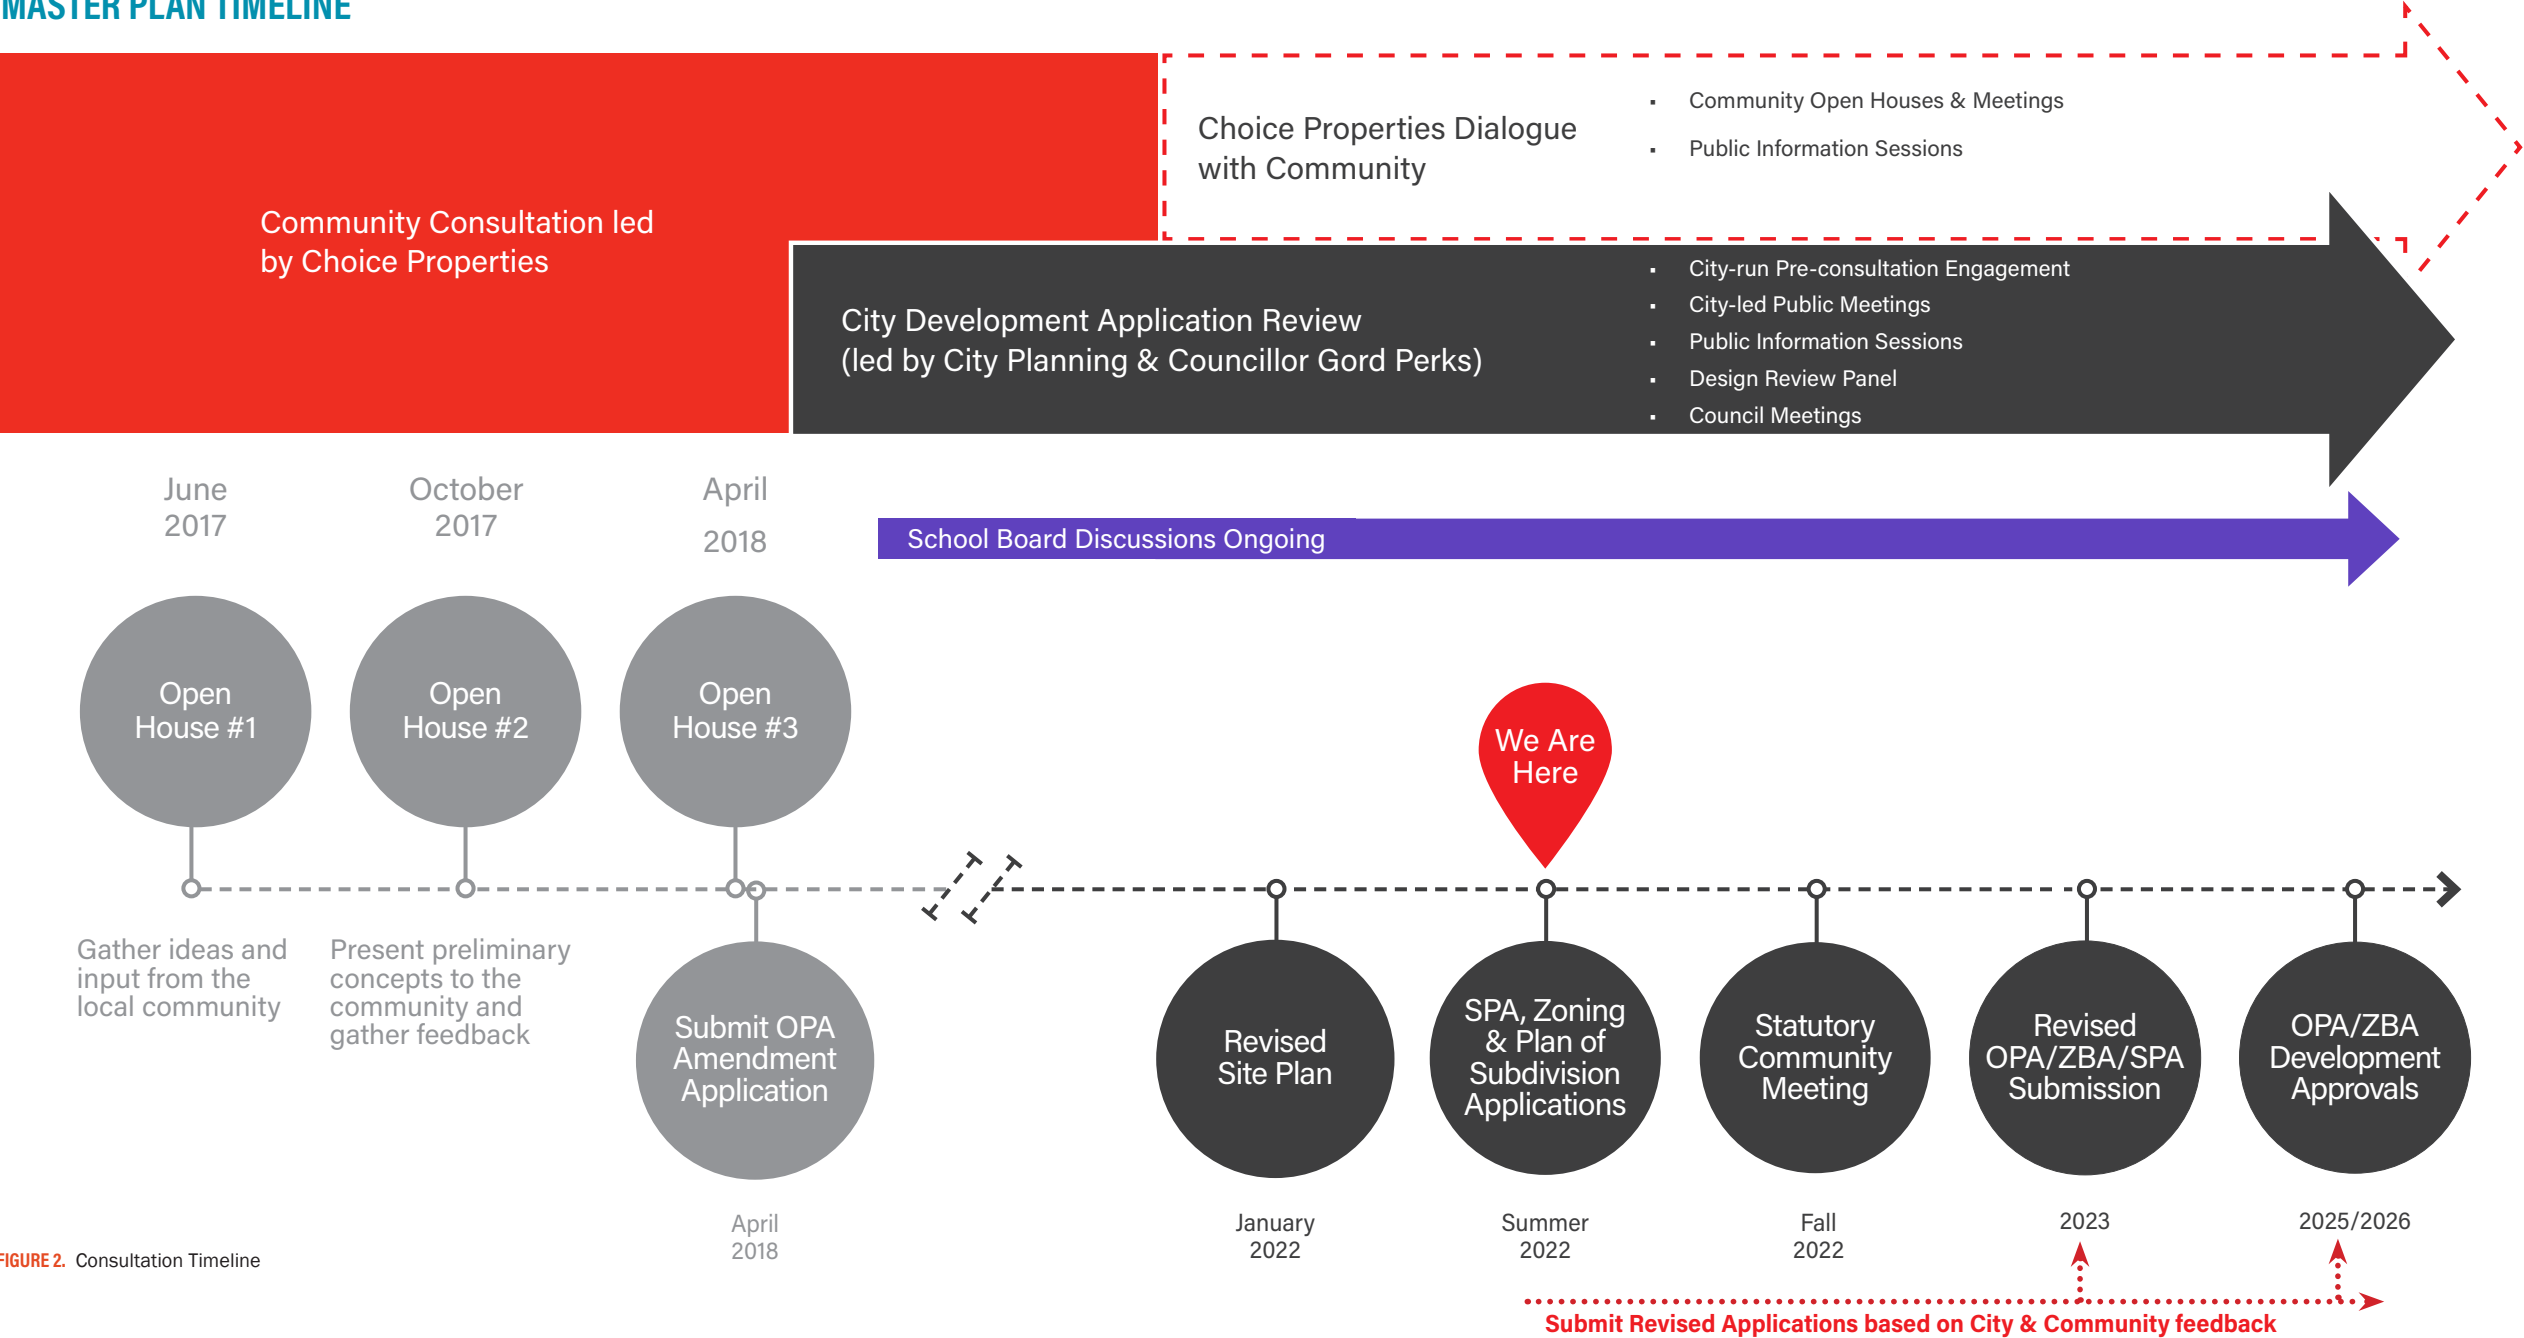 MASTER PLAN TIMELINE
Community Consultation led
by Choice Properties
Choice Properties Dialogue
with Community
▪ Community Open Houses & Meetings
▪ Public Information Sessions
City Development Application Review
(led by City Planning & Councillor Gord Perks)
▪ City-run Pre-consultation Engagement
▪ City-led Public Meetings
▪ Public Information Sessions
▪ Design Review Panel
▪ Council Meetings
June
2017
October
2017
April
2018
School Board Discussions Ongoing
Open
House #1
Open
House #2
Open
House #3
We Are
Here
Gather ideas and
input from the
local community
Present preliminary
concepts to the
community and
gather feedback
Submit OPA
Amendment
Application
April
2018
Revised
Site Plan
January
2022
SPA, Zoning
& Plan of
Subdivision
Applications
Summer
2022
Statutory
Community
Meeting
Fall
2022
Revised
OPA/ZBA/SPA
Submission
2023
OPA/ZBA
Development
Approvals
2025/2026
Submit Revised Applications based on City & Community feedback
FIGURE 2. Consultation Timeline